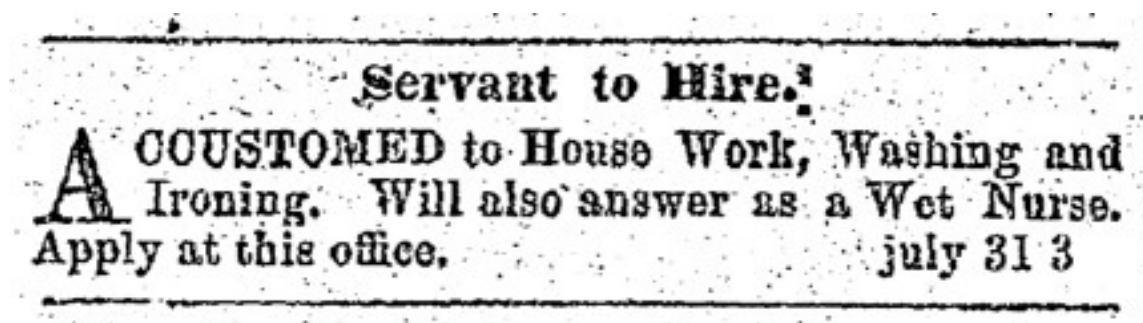 Servant to Hire.
ACCUSTOMED to House Work, Washing and
Ironing. Will also answer as a Wet Nurse.
Apply at this office. july 31 3